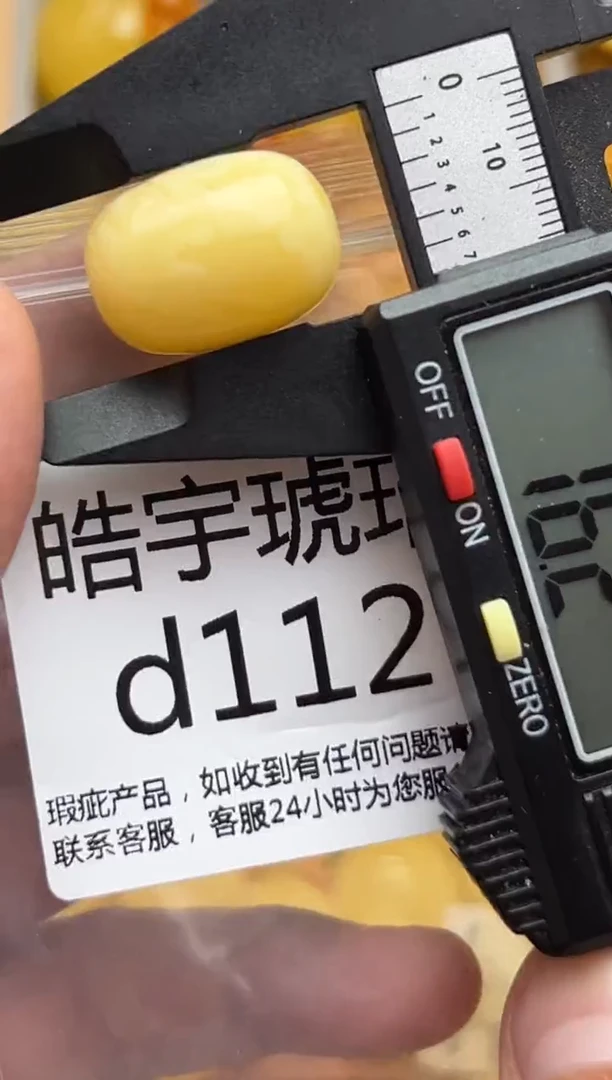 0
10
1 2 3 4 5 6 7
OFF
ON
ZERO
皓宇琥
d112
瑕疵产品，如收到有任何问题请
联系客服，客服24小时为您服